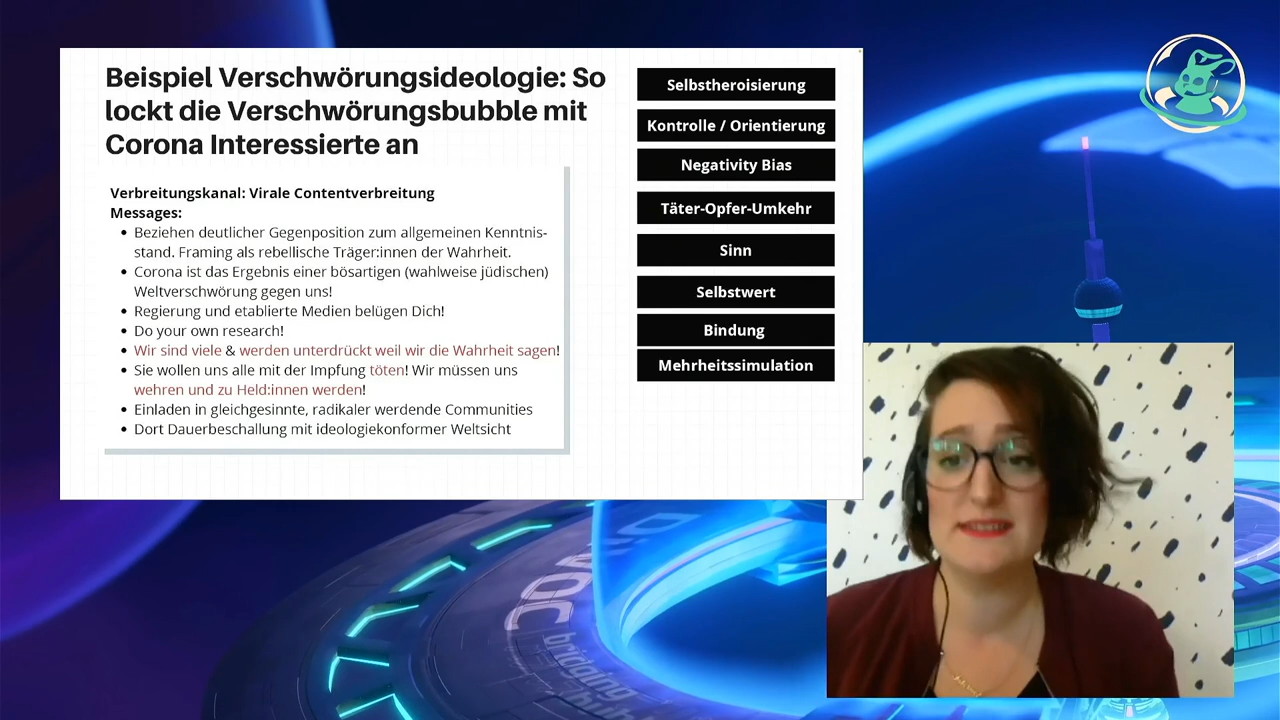 Beispiel Verschwörungsideologie: So
lockt die Verschwörungsbubble mit
Corona Interessierte an
Verbreitungskanal: Virale Contentverbreitung
Messages:
• Beziehen deutlicher Gegenposition zum allgemeinen Kenntnis-
stand. Framing als rebellische Träger:innen der Wahrheit.
• Corona ist das Ergebnis einer bösartigen (wahlweise jüdischen)
Weltverschwörung gegen uns!
• Regierung und etablierte Medien belügen Dich!
• Do your own research!
• Wir sind viele & werden unterdrückt weil wir die Wahrheit sagen!
• Sie wollen uns alle mit der Impfung töten! Wir müssen uns
wehren und zu Held:innen werden!
• Einladen in gleichgesinnte, radikaler werdende Communities
• Dort Dauerbeschallung mit ideologiekonformer Weltsicht
Selbstheroisierung
Kontrolle / Orientierung
Negativity Bias
Täter-Opfer-Umkehr
Sinn
Selbstwert
Bindung
Mehrheitssimulation
VOC
bridging